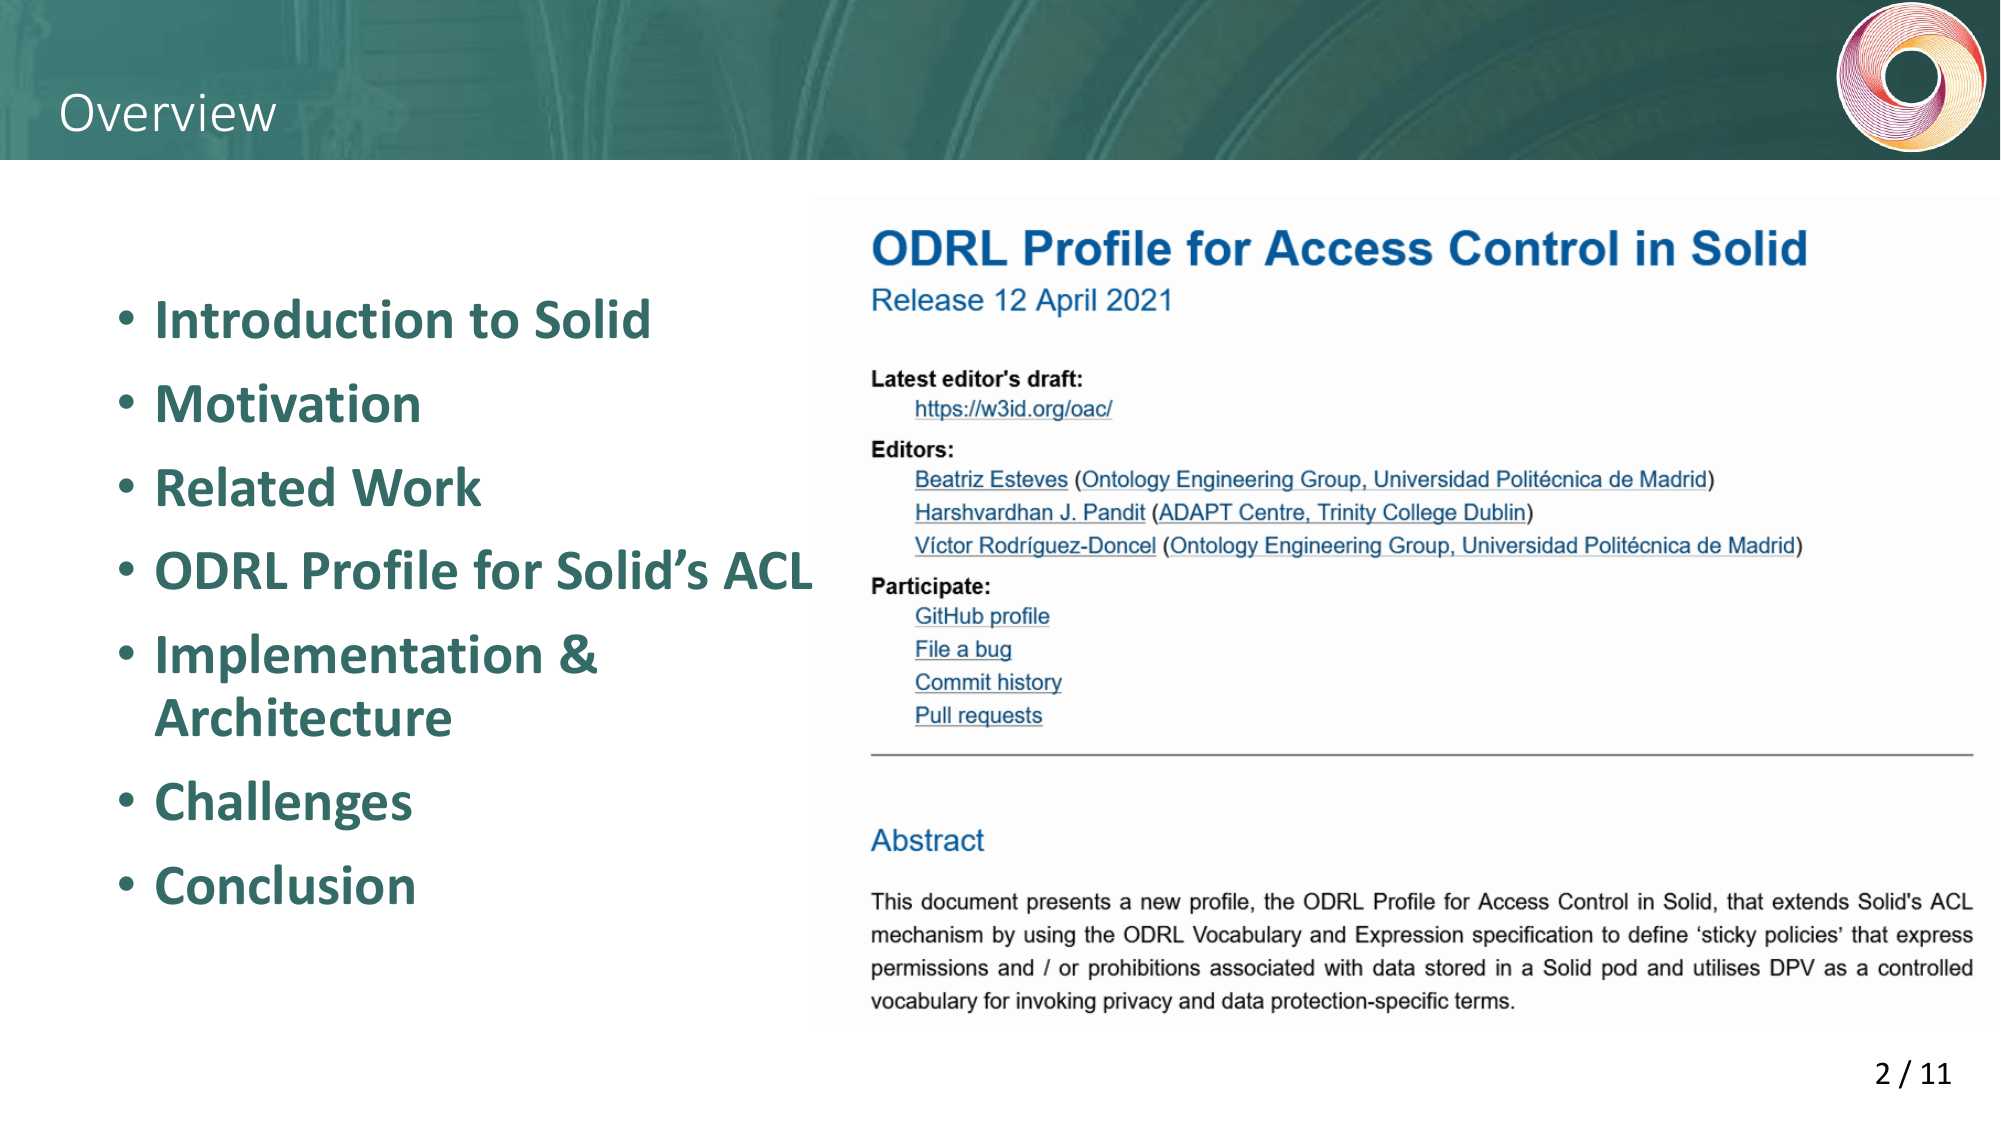 Overview
• Introduction to Solid
• Motivation
• Related Work
• ODRL Profile for Solid’s ACL
• Implementation &
Architecture
• Challenges
• Conclusion
ODRL Profile for Access Control in Solid
Release 12 April 2021
Latest editor's draft:
https://w3id.org/oac/
Editors:
Beatriz Esteves (Ontology Engineering Group, Universidad Politécnica de Madrid)
Harshvardhan J. Pandit (ADAPT Centre, Trinity College Dublin)
Víctor Rodríguez-Doncel (Ontology Engineering Group, Universidad Politécnica de Madrid)
Participate:
GitHub profile
File a bug
Commit history
Pull requests
Abstract
This document presents a new profile, the ODRL Profile for Access Control in Solid, that extends Solid's ACL
mechanism by using the ODRL Vocabulary and Expression specification to define ‘sticky policies’ that express
permissions and / or prohibitions associated with data stored in a Solid pod and utilises DPV as a controlled
vocabulary for invoking privacy and data protection-specific terms.
2 / 11